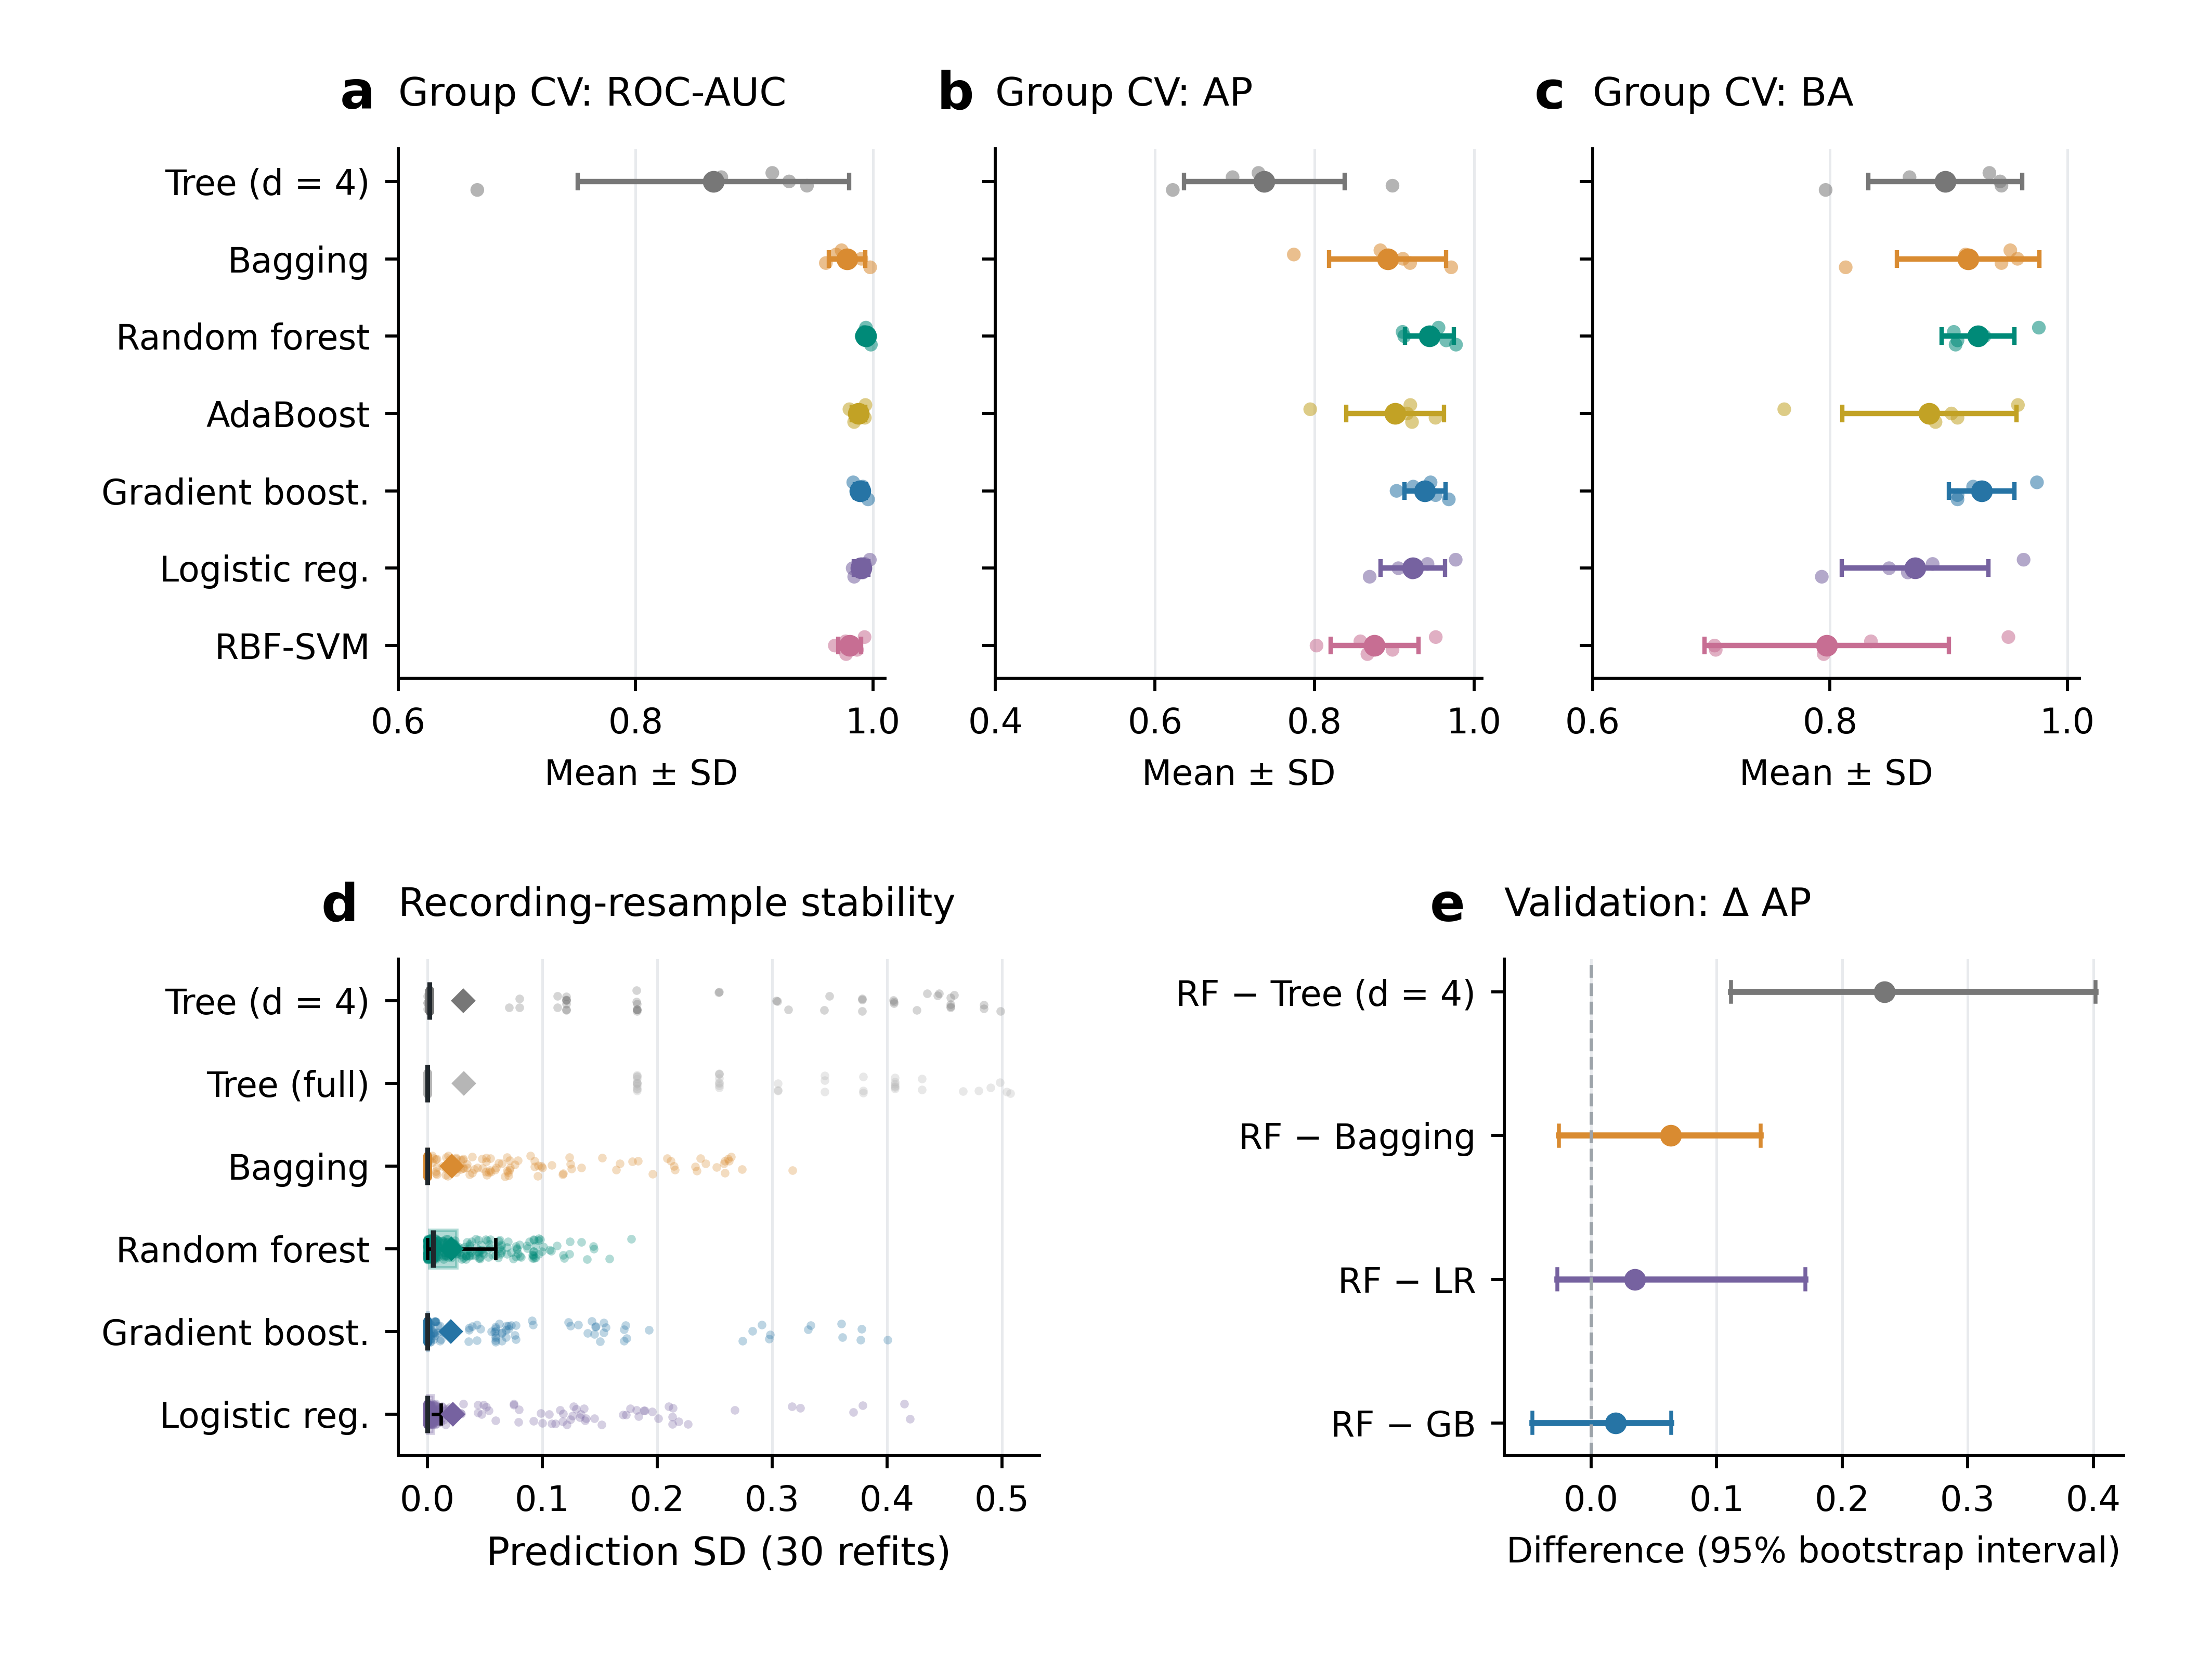 a Group CV: ROC-AUC
Tree (d = 4)
Bagging
Random forest
AdaBoost
Gradient boost.
Logistic reg.
RBF-SVM
0.6 0.8 1.0
Mean ± SD
b Group CV: AP
0.4 0.6 0.8 1.0
Mean ± SD
c Group CV: BA
0.6 0.8 1.0
Mean ± SD
d Recording-resample stability
Tree (d = 4)
Tree (full)
Bagging
Random forest
Gradient boost.
Logistic reg.
0.0 0.1 0.2 0.3 0.4 0.5
Prediction SD (30 refits)
e Validation: Δ AP
RF − Tree (d = 4)
RF − Bagging
RF − LR
RF − GB
0.0 0.1 0.2 0.3 0.4
Difference (95% bootstrap interval)